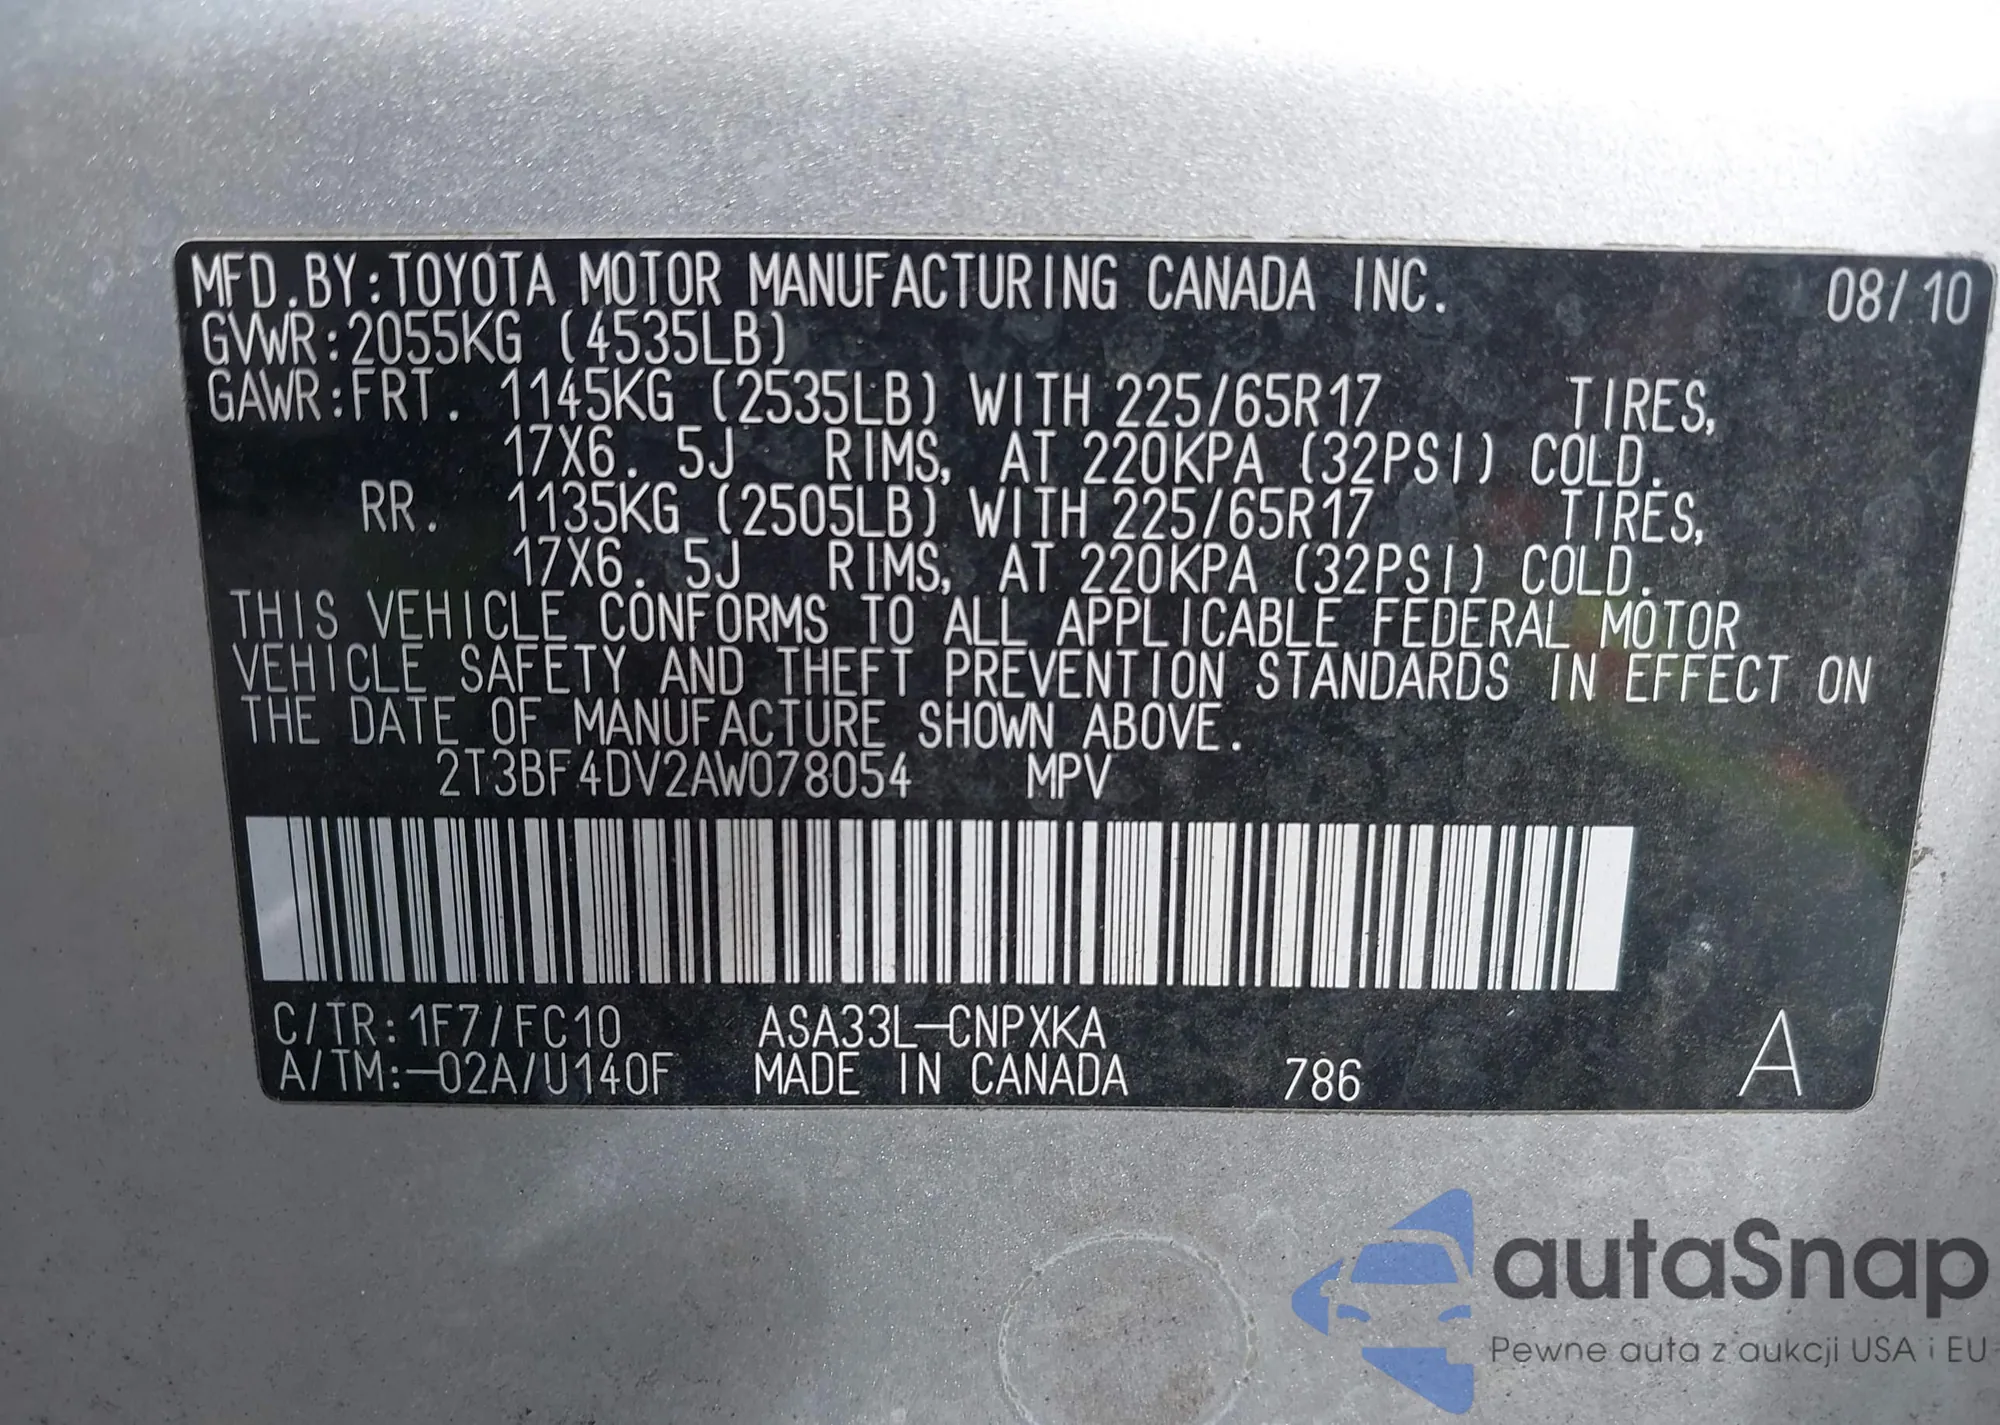 MFD.BY:TOYOTA MOTOR MANUFACTURING CANADA INC. 08/10
GVWR:2055KG (4535LB)
GAWR:FRT. 1145KG (2535LB) WITH 225/65R17 TIRES,
17X6.5J RIMS, AT 220KPA (32PSI) COLD.
RR. 1135KG (2505LB) WITH 225/65R17 TIRES,
17X6.5J RIMS, AT 220KPA (32PSI) COLD.
THIS VEHICLE CONFORMS TO ALL APPLICABLE FEDERAL MOTOR
VEHICLE SAFETY AND THEFT PREVENTION STANDARDS IN EFFECT ON
THE DATE OF MANUFACTURE SHOWN ABOVE.
2T3BF4DV2AW078054 MPV
C/TR:1F7/FC10 ASA33L-CNPXKA
A/TM:-02A/U140F MADE IN CANADA 786 A
autaSnap
Pewne auta z aukcji USA i EU